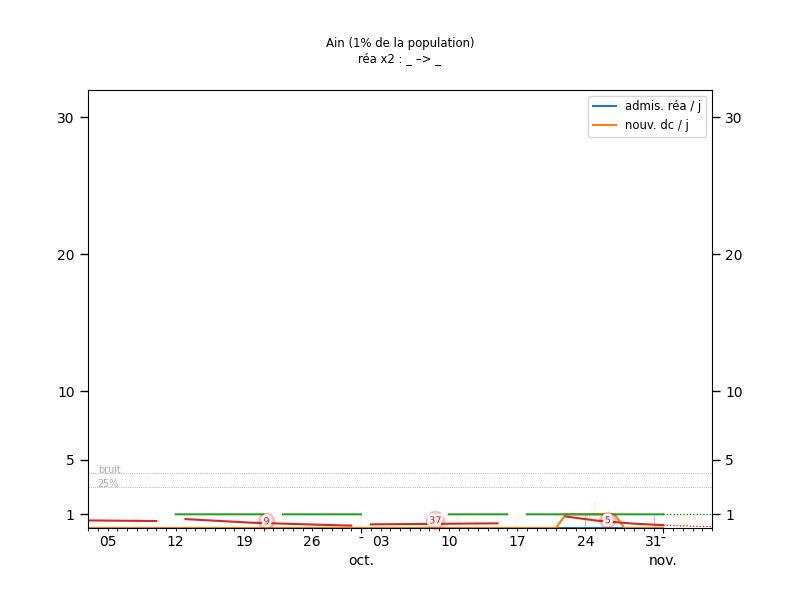 Ain (1% de la population)
réa x2 : _ –> _
admis. réa / j
nouv. dc / j
30 30
20 20
10 10
5 5
bruit
25%
1 1
9 37 5
05 12 19 26 03 10 17 24 31
oct. nov.